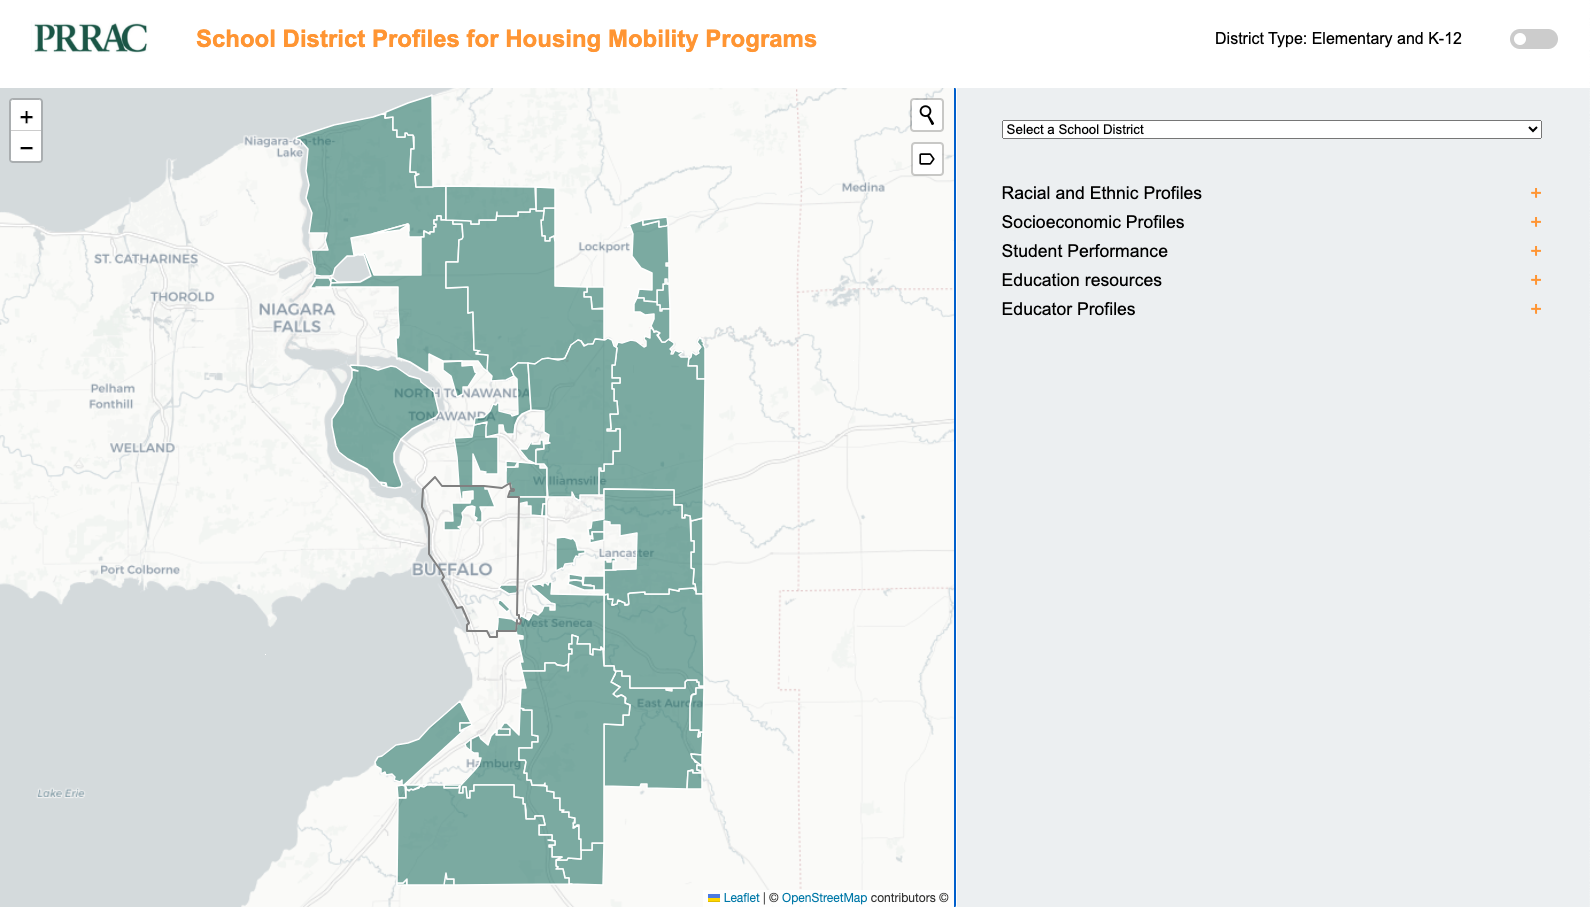 PRRAC
School District Profiles for Housing Mobility Programs
District Type: Elementary and K-12
+
−
Niagara-on-the-
Lake
Medina
Lockport
ST. CATHARINES
THOROLD
NIAGARA
FALLS
Pelham
Fonthill
NORTH TONAWANDA
TONAWANDA
WELLAND
Williamsville
Lancaster
Port Colborne
BUFFALO
West Seneca
East Aurora
Hamburg
Lake Erie
Leaflet | © OpenStreetMap contributors ©
Select a School District
Racial and Ethnic Profiles +
Socioeconomic Profiles +
Student Performance +
Education resources +
Educator Profiles +